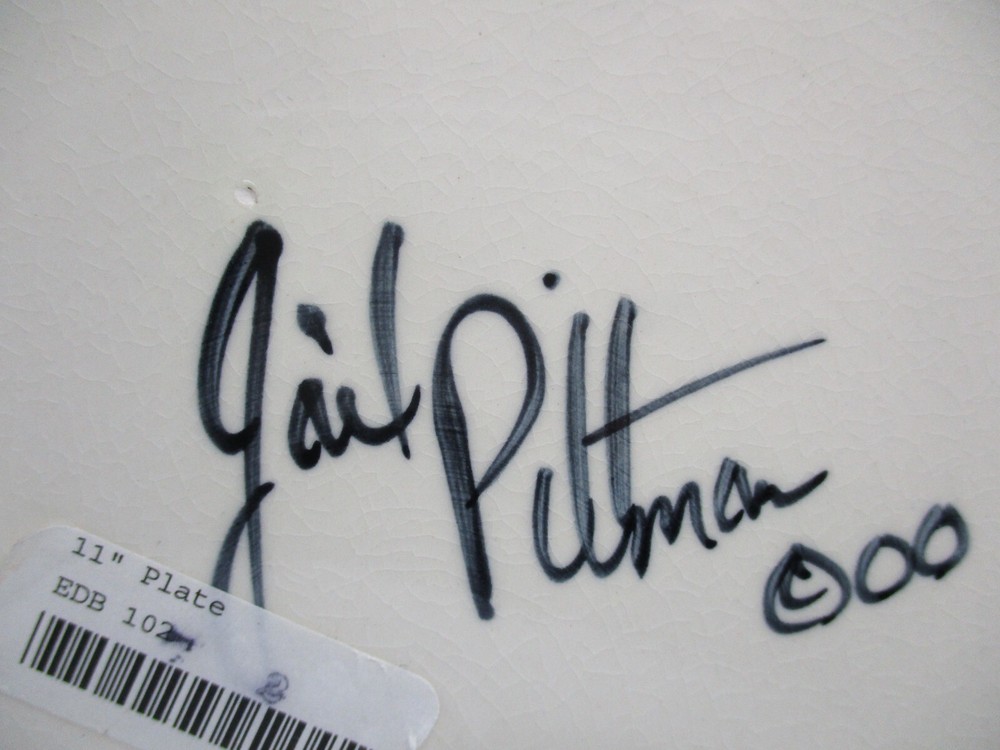 Gail Pittman
©00
11" Plate
EDB 102